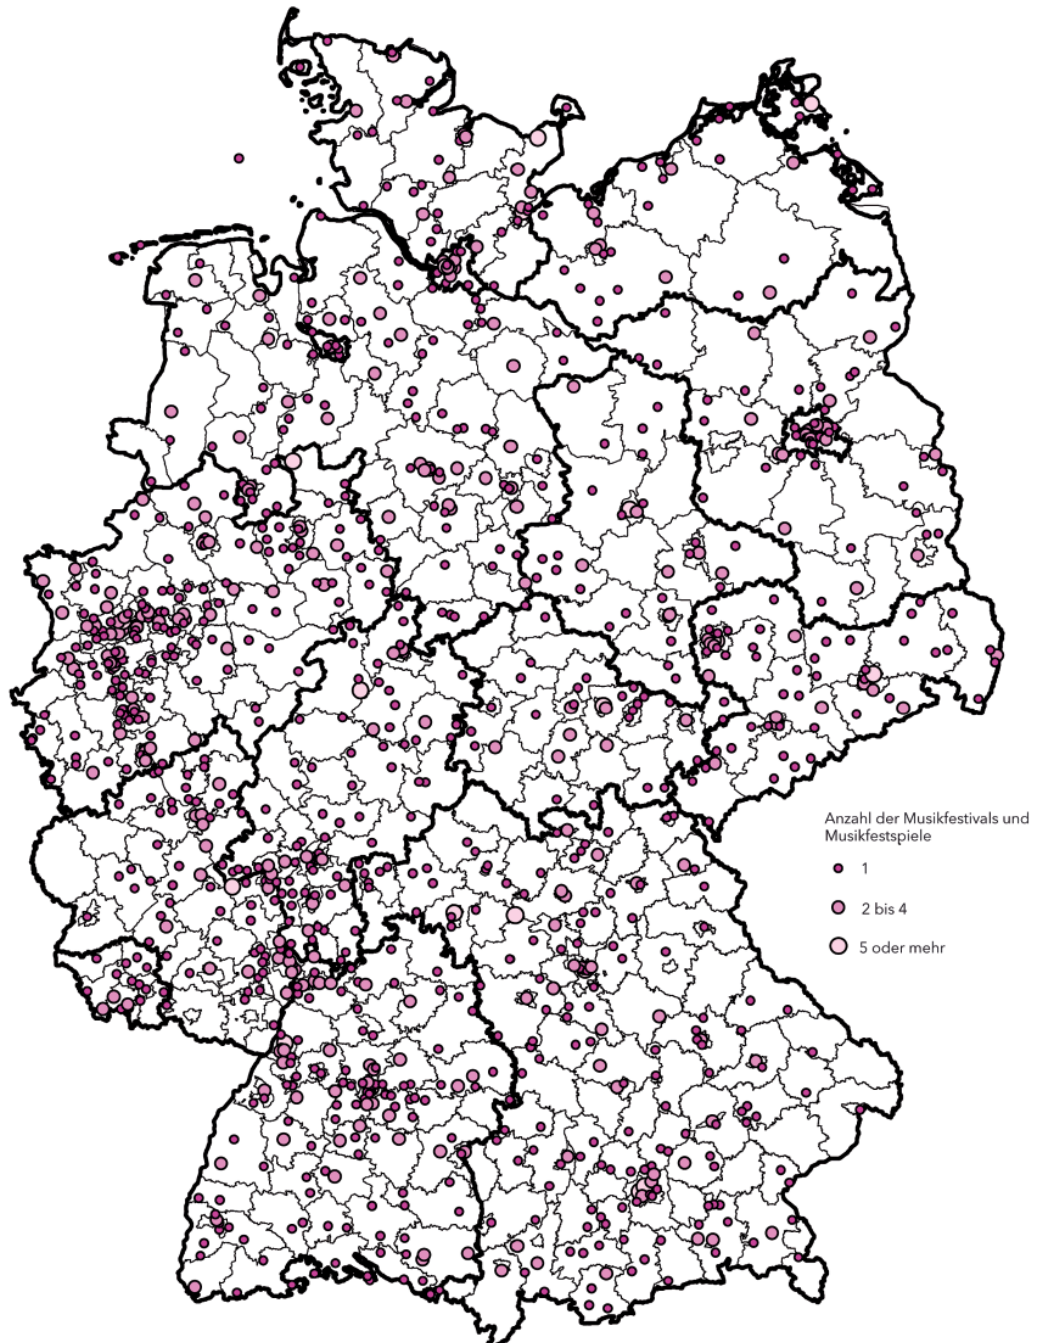 Anzahl der Musikfestivals und
Musikfestspiele
1
2 bis 4
5 oder mehr